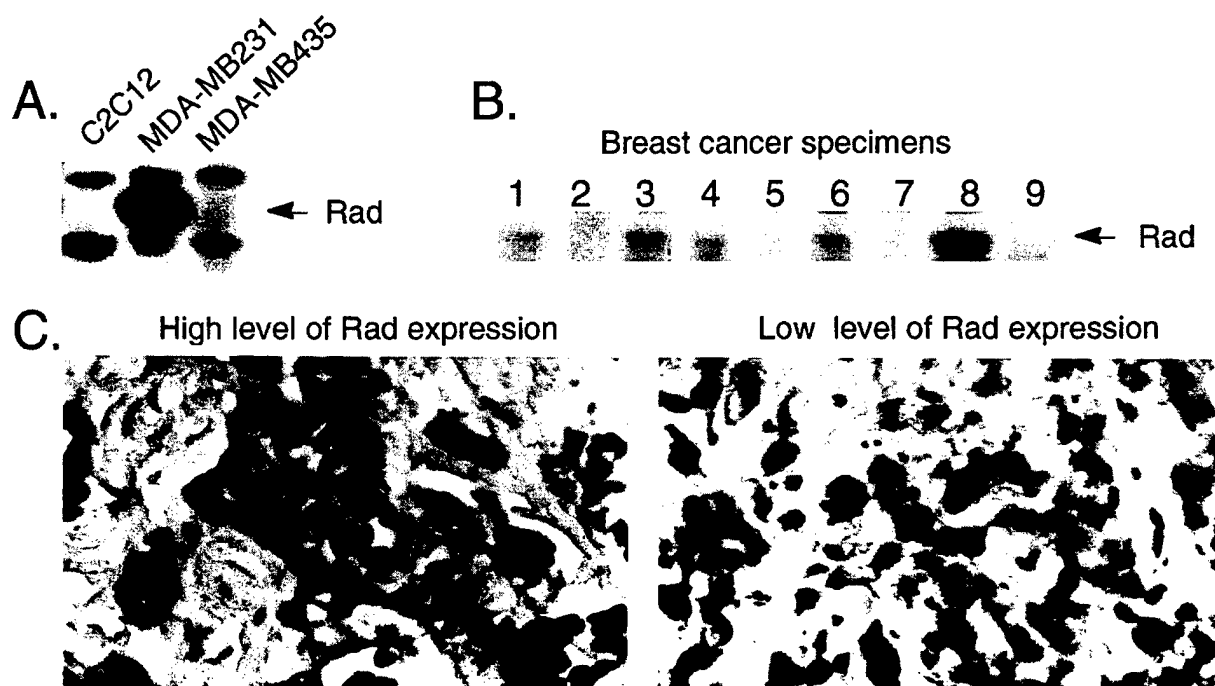 A.
C2C12
MDA-MB231
MDA-MB435
Rad
B.
Breast cancer specimens
1 2 3 4 5 6 7 8 9
Rad
C.
High level of Rad expression
Low level of Rad expression